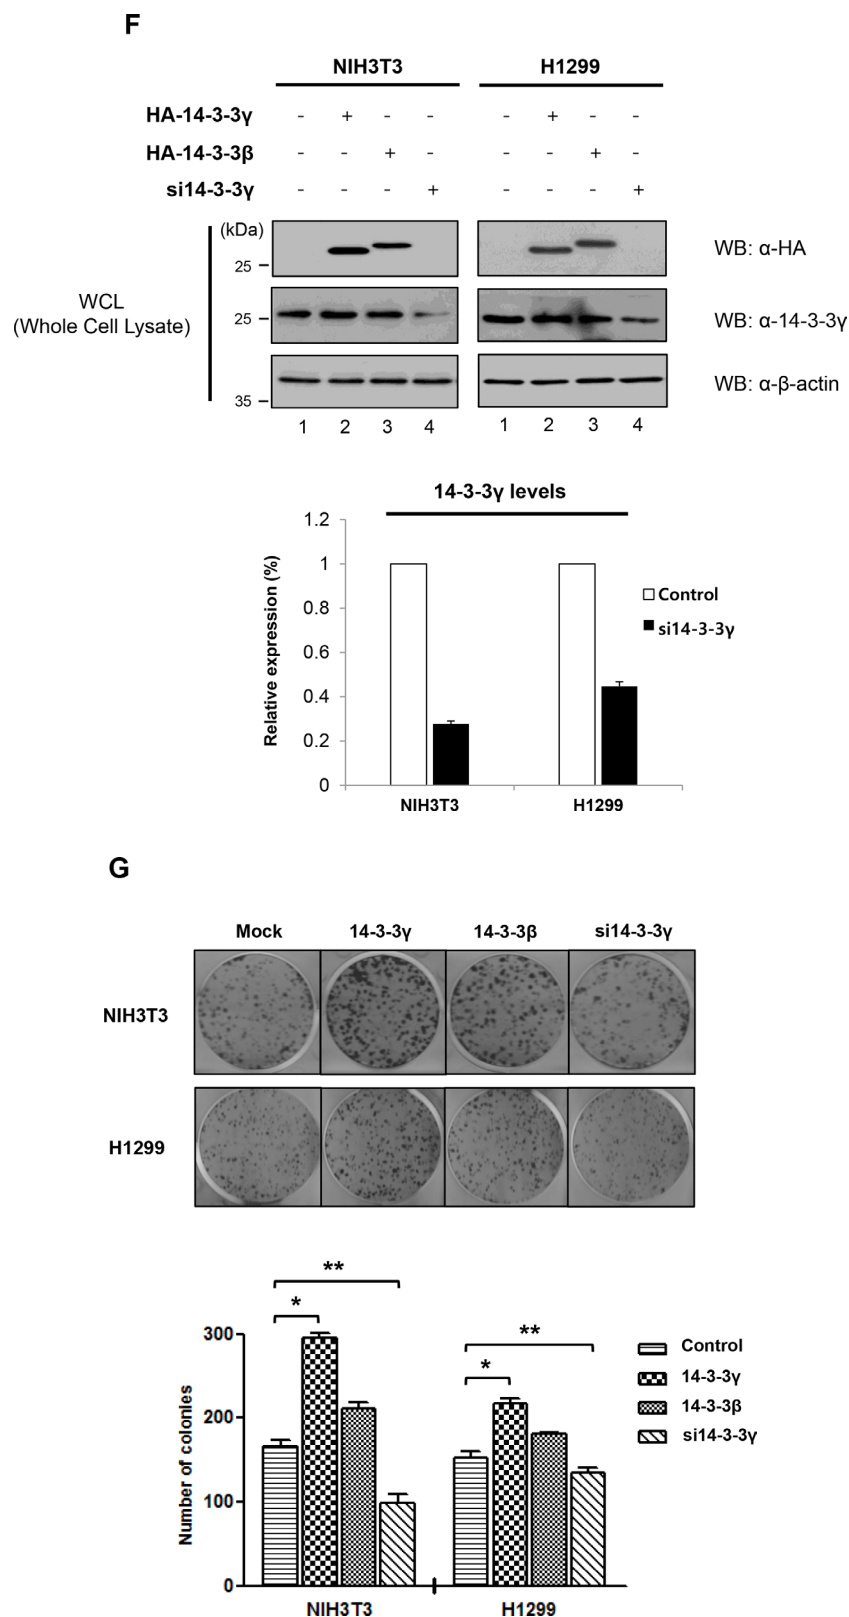 F
NIH3T3 H1299
HA-14-3-3γ - + - - - + - -
HA-14-3-3β - - + - - - + -
si14-3-3γ - - - + - - - +
(kDa)
25
WB: α-HA
WCL
(Whole Cell Lysate)
25
WB: α-14-3-3γ
35
WB: α-β-actin
1 2 3 4 1 2 3 4
14-3-3γ levels
Relative expression (%)
1.2
1
0.8
0.6
0.4
0.2
0
Control
si14-3-3γ
NIH3T3 H1299
G
Mock 14-3-3γ 14-3-3β si14-3-3γ
NIH3T3
H1299
**
*
**
*
Number of colonies
300
200
100
0
Control
14-3-3γ
14-3-3β
si14-3-3γ
NIH3T3 H1299